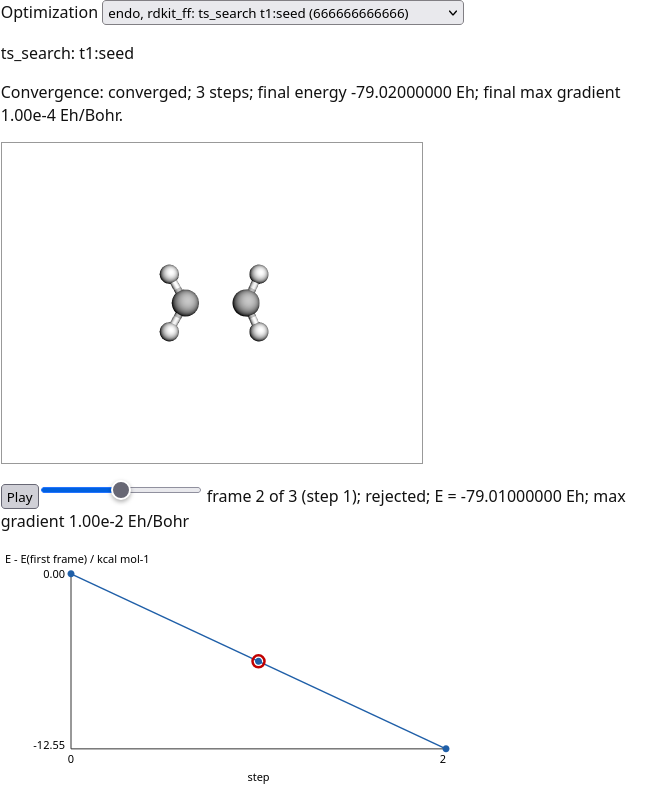 Optimization endo, rdkit_ff: ts_search t1:seed (666666666666)
ts_search: t1:seed
Convergence: converged; 3 steps; final energy -79.02000000 Eh; final max gradient
1.00e-4 Eh/Bohr.
Play frame 2 of 3 (step 1); rejected; E = -79.01000000 Eh; max
gradient 1.00e-2 Eh/Bohr
E - E(first frame) / kcal mol-1
0.00
-12.55
0 2
step